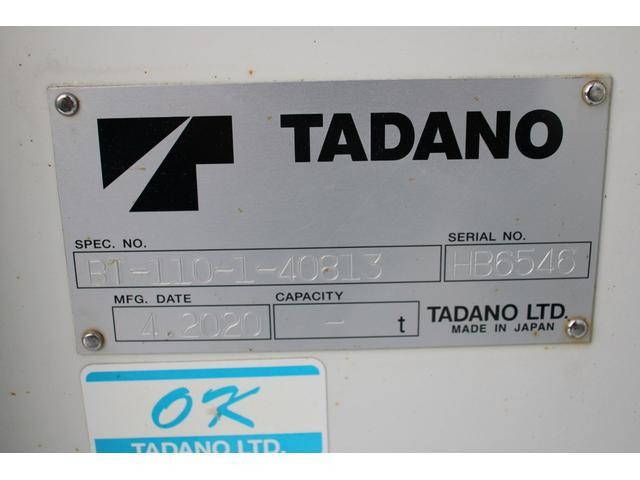 TADANO
SPEC. NO.
B1-110-1-40813
SERIAL NO.
HB6546
MFG. DATE
4.2020
CAPACITY
- t
TADANO LTD.
MADE IN JAPAN
OK
TADANO LTD.